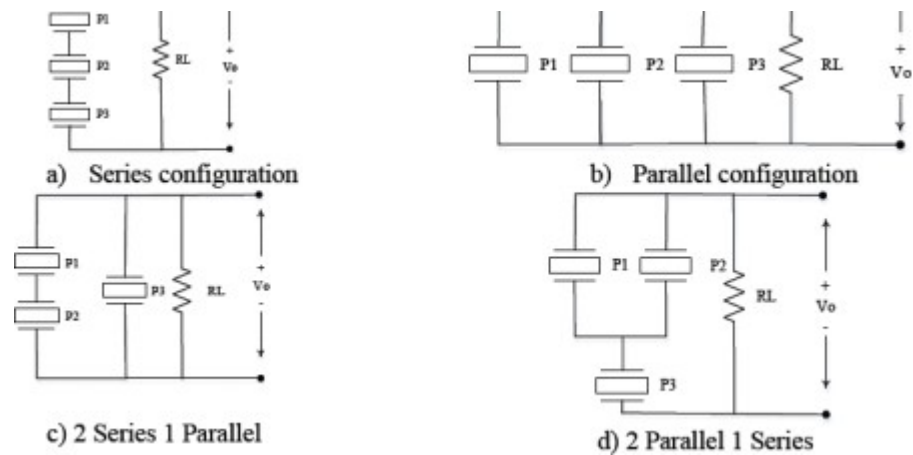 P1
P2
P3
RL
+
Vo
-
a) Series configuration
P1
P2
P3
RL
+
Vo
-
b) Parallel configuration
P1
P2
P3
RL
+
Vo
-
c) 2 Series 1 Parallel
P1
P2
P3
RL
+
Vo
-
d) 2 Parallel 1 Series